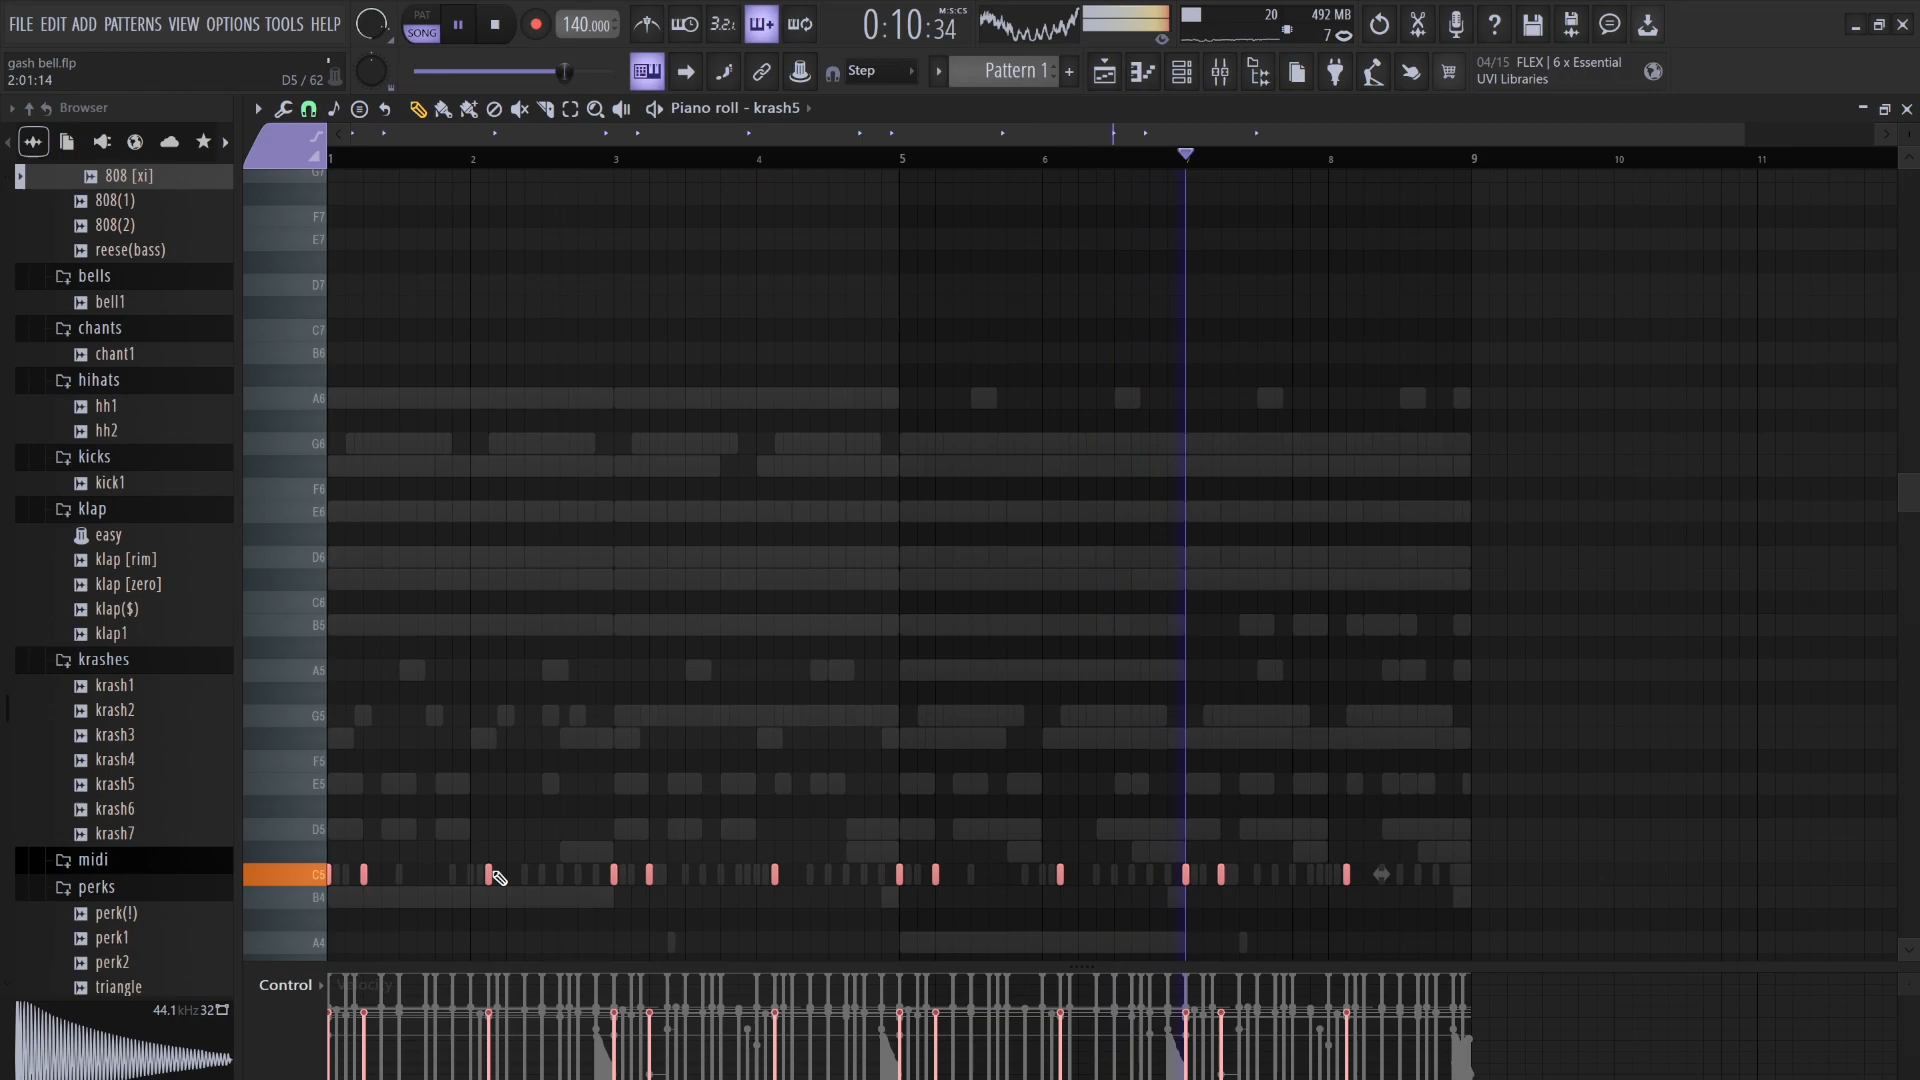 FILE EDIT ADD PATTERNS VIEW OPTIONS TOOLS HELP
PAT
SONG
140.000
3.2.
0:10:34
M:S:CS
20
492 MB
7
gash bell.flp
2:01:14
D5 / 62
Step
Pattern 1
04/15 FLEX | 6 x Essential
UVI Libraries
Browser
Piano roll - krash5
1 2 3 4 5 6 7 8 9 10 11
808 [xi]
808(1)
808(2)
reese(bass)
bells
bell1
chants
chant1
hihats
hh1
hh2
kicks
kick1
klap
easy
klap [rim]
klap [zero]
klap($)
klap1
krashes
krash1
krash2
krash3
krash4
krash5
krash6
krash7
midi
perks
perk(!)
perk1
perk2
triangle
44.1kHz 32
G7
F7
E7
D7
C7
B6
A6
G6
F6
E6
D6
C6
B5
A5
G5
F5
E5
D5
C5
B4
A4
Control
Velocity